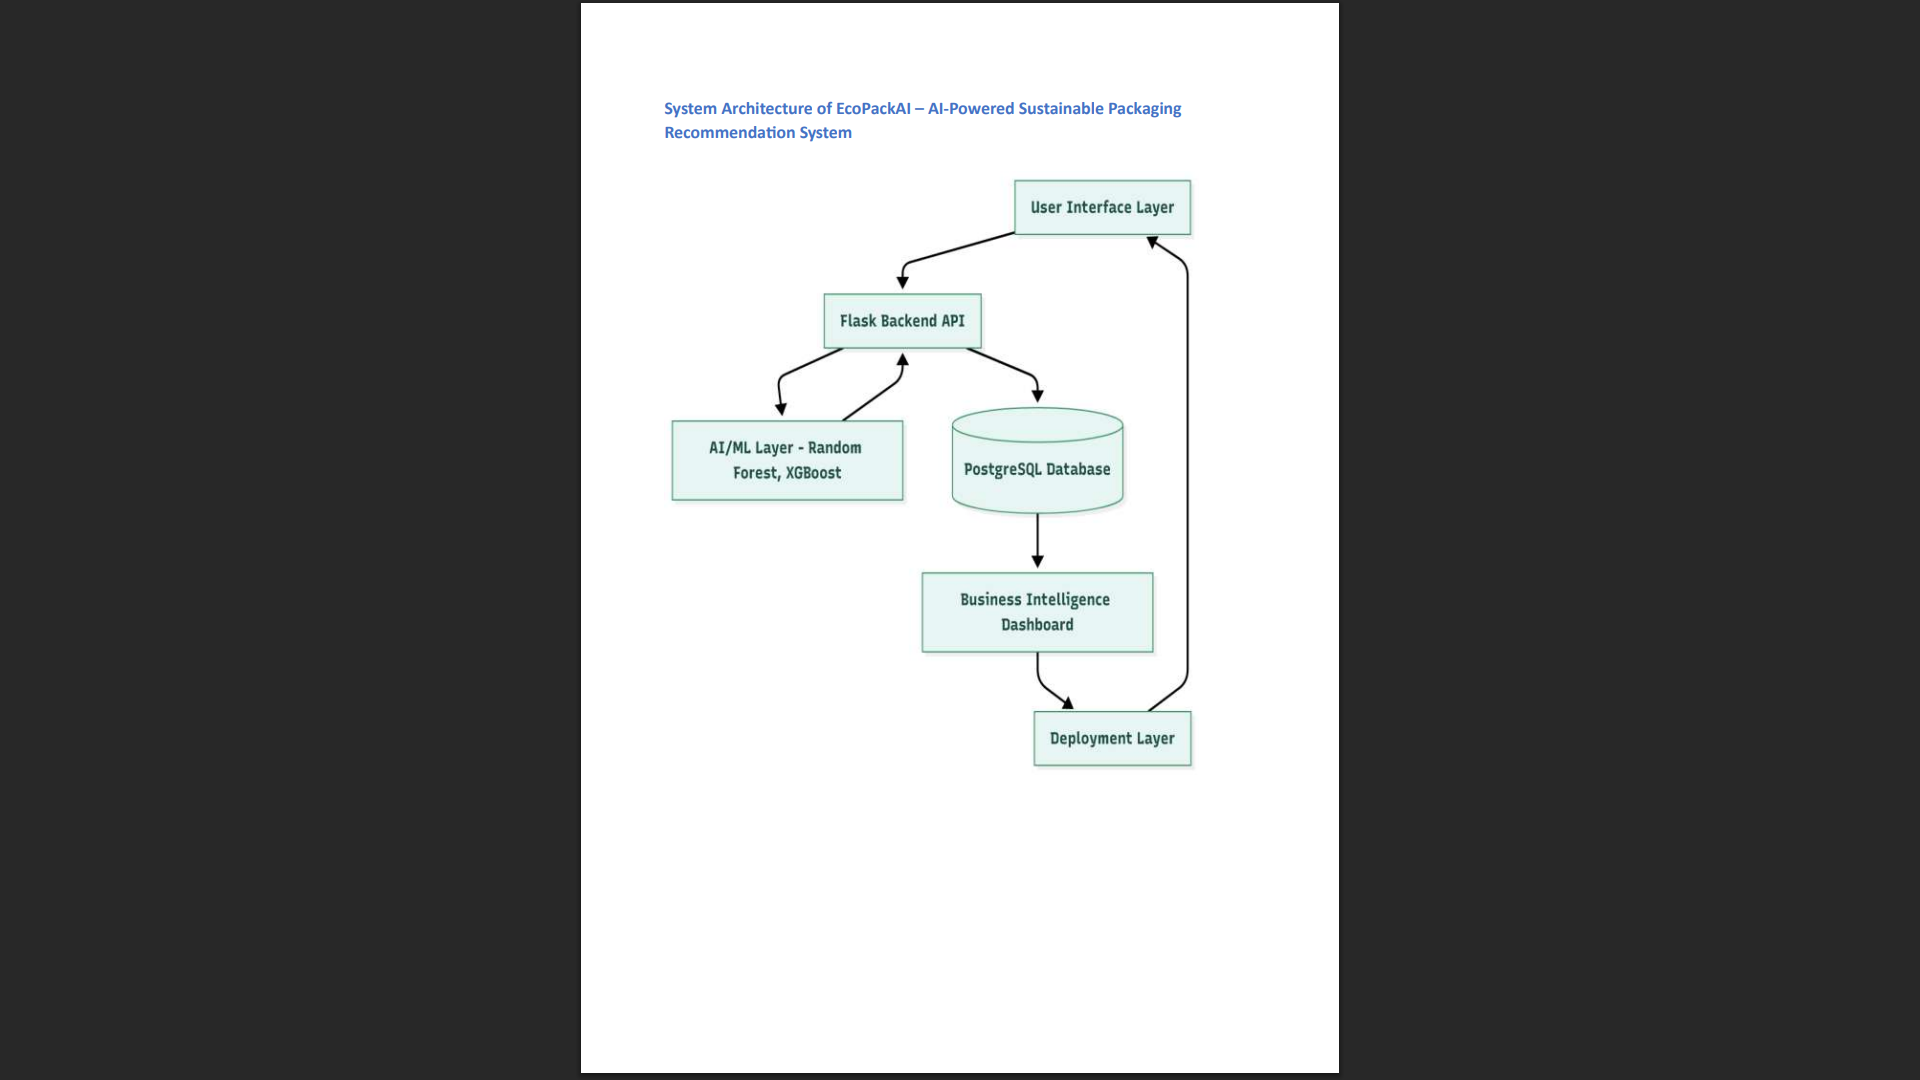 System Architecture of EcoPackAI – AI-Powered Sustainable Packaging
Recommendation System
User Interface Layer
Flask Backend API
AI/ML Layer - Random
Forest, XGBoost
PostgreSQL Database
Business Intelligence
Dashboard
Deployment Layer